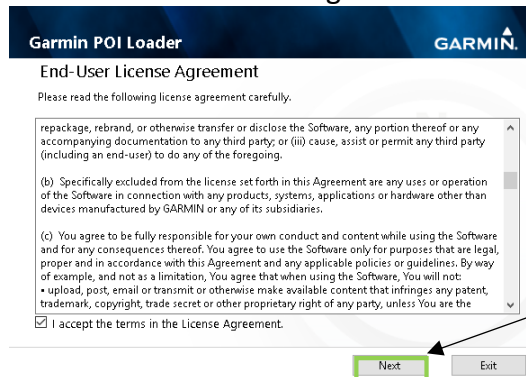 Garmin POI Loader
GARMIN.
End-User License Agreement
Please read the following license agreement carefully.
repackage, rebrand, or otherwise transfer or disclose the Software, any portion thereof or any
accompanying documentation to any third party; or (iii) cause, assist or permit any third party
(including an end-user) to do any of the foregoing.
(b)  Specifically excluded from the license set forth in this Agreement are any uses or operation
of the Software in connection with any products, systems, applications or hardware other than
devices manufactured by GARMIN or any of its subsidiaries.
(c)  You agree to be fully responsible for your own conduct and content while using the Software
and for any consequences thereof. You agree to use the Software only for purposes that are legal,
proper and in accordance with this Agreement and any applicable policies or guidelines. By way
of example, and not as a limitation, You agree that when using the Software, You will not:
▪ upload, post, email or transmit or otherwise make available content that infringes any patent,
trademark, copyright, trade secret or other proprietary right of any party, unless You are the
I accept the terms in the License Agreement.
Next
Exit